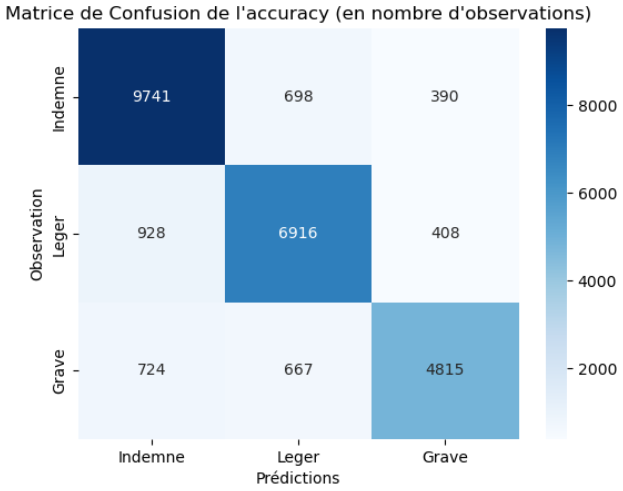 Matrice de Confusion de l'accuracy (en nombre d'observations)
Indemne
9741
698
390
8000
Observation
Leger
928
6916
408
6000
4000
Grave
724
667
4815
2000
Indemne
Leger
Grave
Prédictions